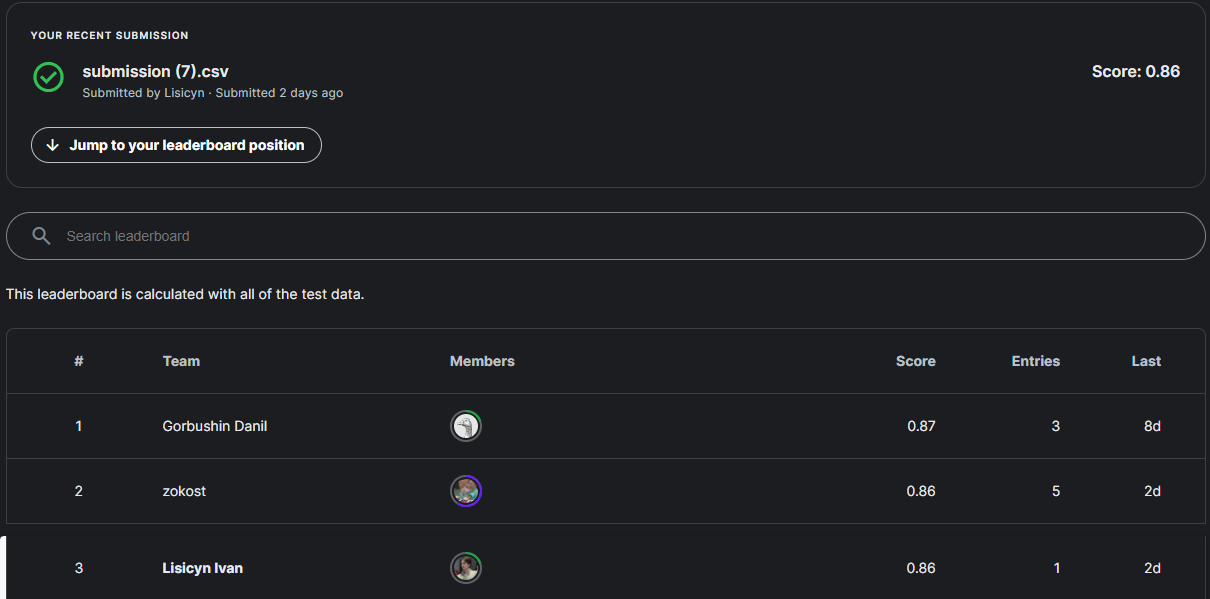 YOUR RECENT SUBMISSION
submission (7).csv
Score: 0.86
Submitted by Lisicyn · Submitted 2 days ago
Jump to your leaderboard position
Search leaderboard
This leaderboard is calculated with all of the test data.
# Team Members Score Entries Last
1 Gorbushin Danil 0.87 3 8d
2 zokost 0.86 5 2d
3 Lisicyn Ivan 0.86 1 2d